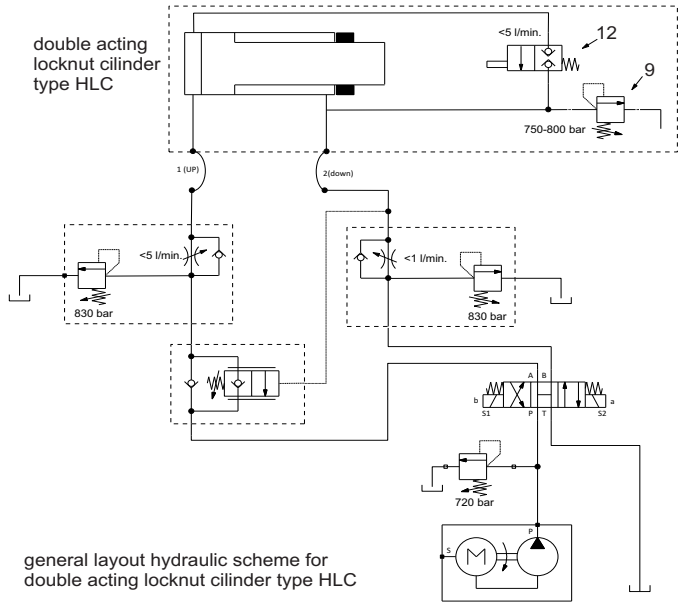 double acting
locknut cilinder
type HLC
<5 l/min.
12
9
750-800 bar
1 (UP)
2(down)
<5 l/min.
830 bar
<1 l/min.
830 bar
A B
b
a
S1
P T
S2
720 bar
P
S
M
general layout hydraulic scheme for
double acting locknut cilinder type HLC